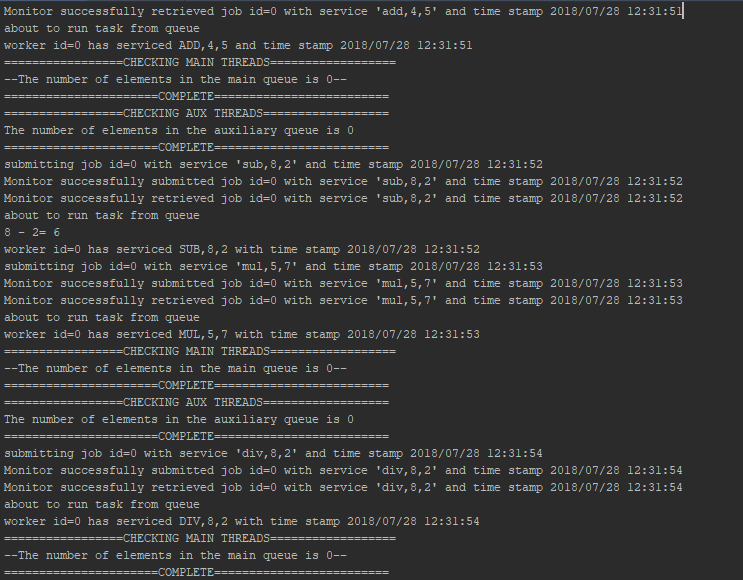 Monitor successfully retrieved job id=0 with service 'add,4,5' and time stamp 2018/07/28 12:31:51
about to run task from queue
worker id=0 has serviced ADD,4,5 and time stamp 2018/07/28 12:31:51
=================CHECKING MAIN THREADS==================
--The number of elements in the main queue is 0--
======================COMPLETE=========================
=================CHECKING AUX THREADS==================
The number of elements in the auxiliary queue is 0
======================COMPLETE=========================
submitting job id=0 with service 'sub,8,2' and time stamp 2018/07/28 12:31:52
Monitor successfully submitted job id=0 with service 'sub,8,2' and time stamp 2018/07/28 12:31:52
Monitor successfully retrieved job id=0 with service 'sub,8,2' and time stamp 2018/07/28 12:31:52
about to run task from queue
8 - 2= 6
worker id=0 has serviced SUB,8,2 with time stamp 2018/07/28 12:31:52
submitting job id=0 with service 'mul,5,7' and time stamp 2018/07/28 12:31:53
Monitor successfully submitted job id=0 with service 'mul,5,7' and time stamp 2018/07/28 12:31:53
Monitor successfully retrieved job id=0 with service 'mul,5,7' and time stamp 2018/07/28 12:31:53
about to run task from queue
worker id=0 has serviced MUL,5,7 with time stamp 2018/07/28 12:31:53
=================CHECKING MAIN THREADS==================
--The number of elements in the main queue is 0--
======================COMPLETE=========================
=================CHECKING AUX THREADS==================
The number of elements in the auxiliary queue is 0
======================COMPLETE=========================
submitting job id=0 with service 'div,8,2' and time stamp 2018/07/28 12:31:54
Monitor successfully submitted job id=0 with service 'div,8,2' and time stamp 2018/07/28 12:31:54
Monitor successfully retrieved job id=0 with service 'div,8,2' and time stamp 2018/07/28 12:31:54
about to run task from queue
worker id=0 has serviced DIV,8,2 with time stamp 2018/07/28 12:31:54
=================CHECKING MAIN THREADS==================
--The number of elements in the main queue is 0--
======================COMPLETE=========================